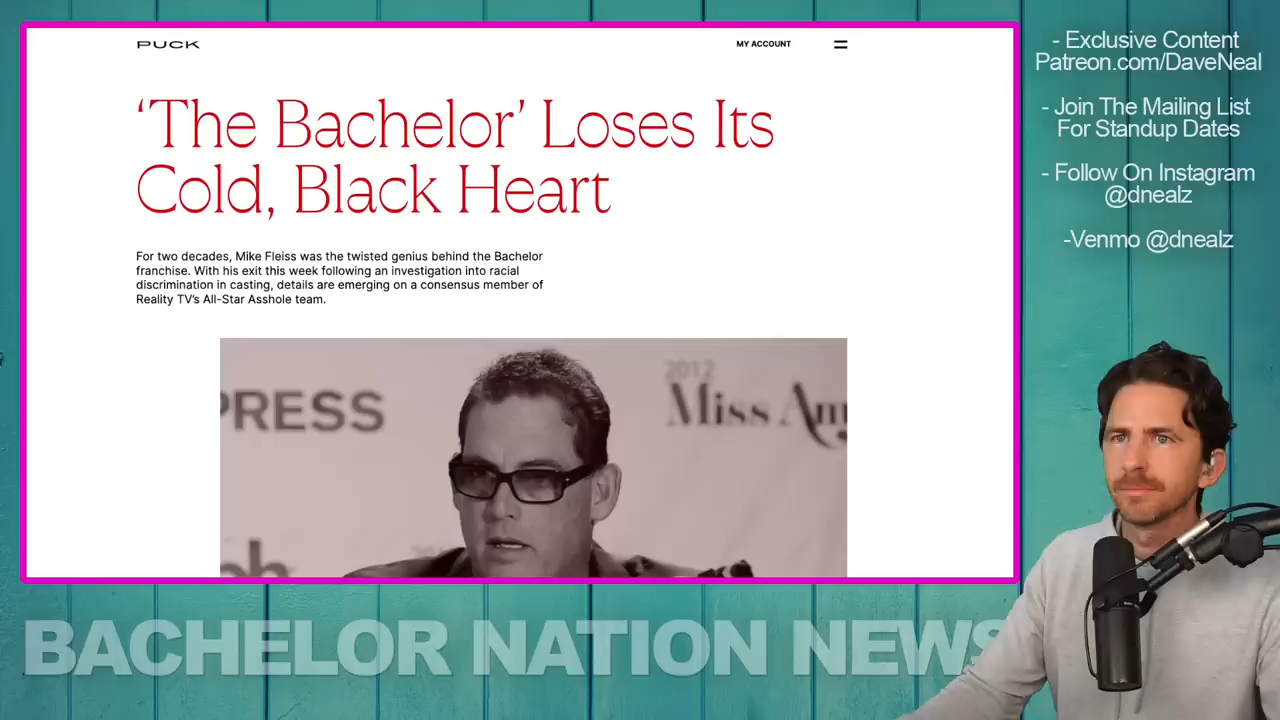 PUCK
MY ACCOUNT
‘The Bachelor’ Loses Its
Cold, Black Heart
For two decades, Mike Fleiss was the twisted genius behind the Bachelor
franchise. With his exit this week following an investigation into racial
discrimination in casting, details are emerging on a consensus member of
Reality TV’s All-Star Asshole team.
PRESS
2012
Miss Am
ph
- Exclusive Content
Patreon.com/DaveNeal
- Join The Mailing List
For Standup Dates
- Follow On Instagram
@dnealz
-Venmo @dnealz
BACHELOR NATION NEWS